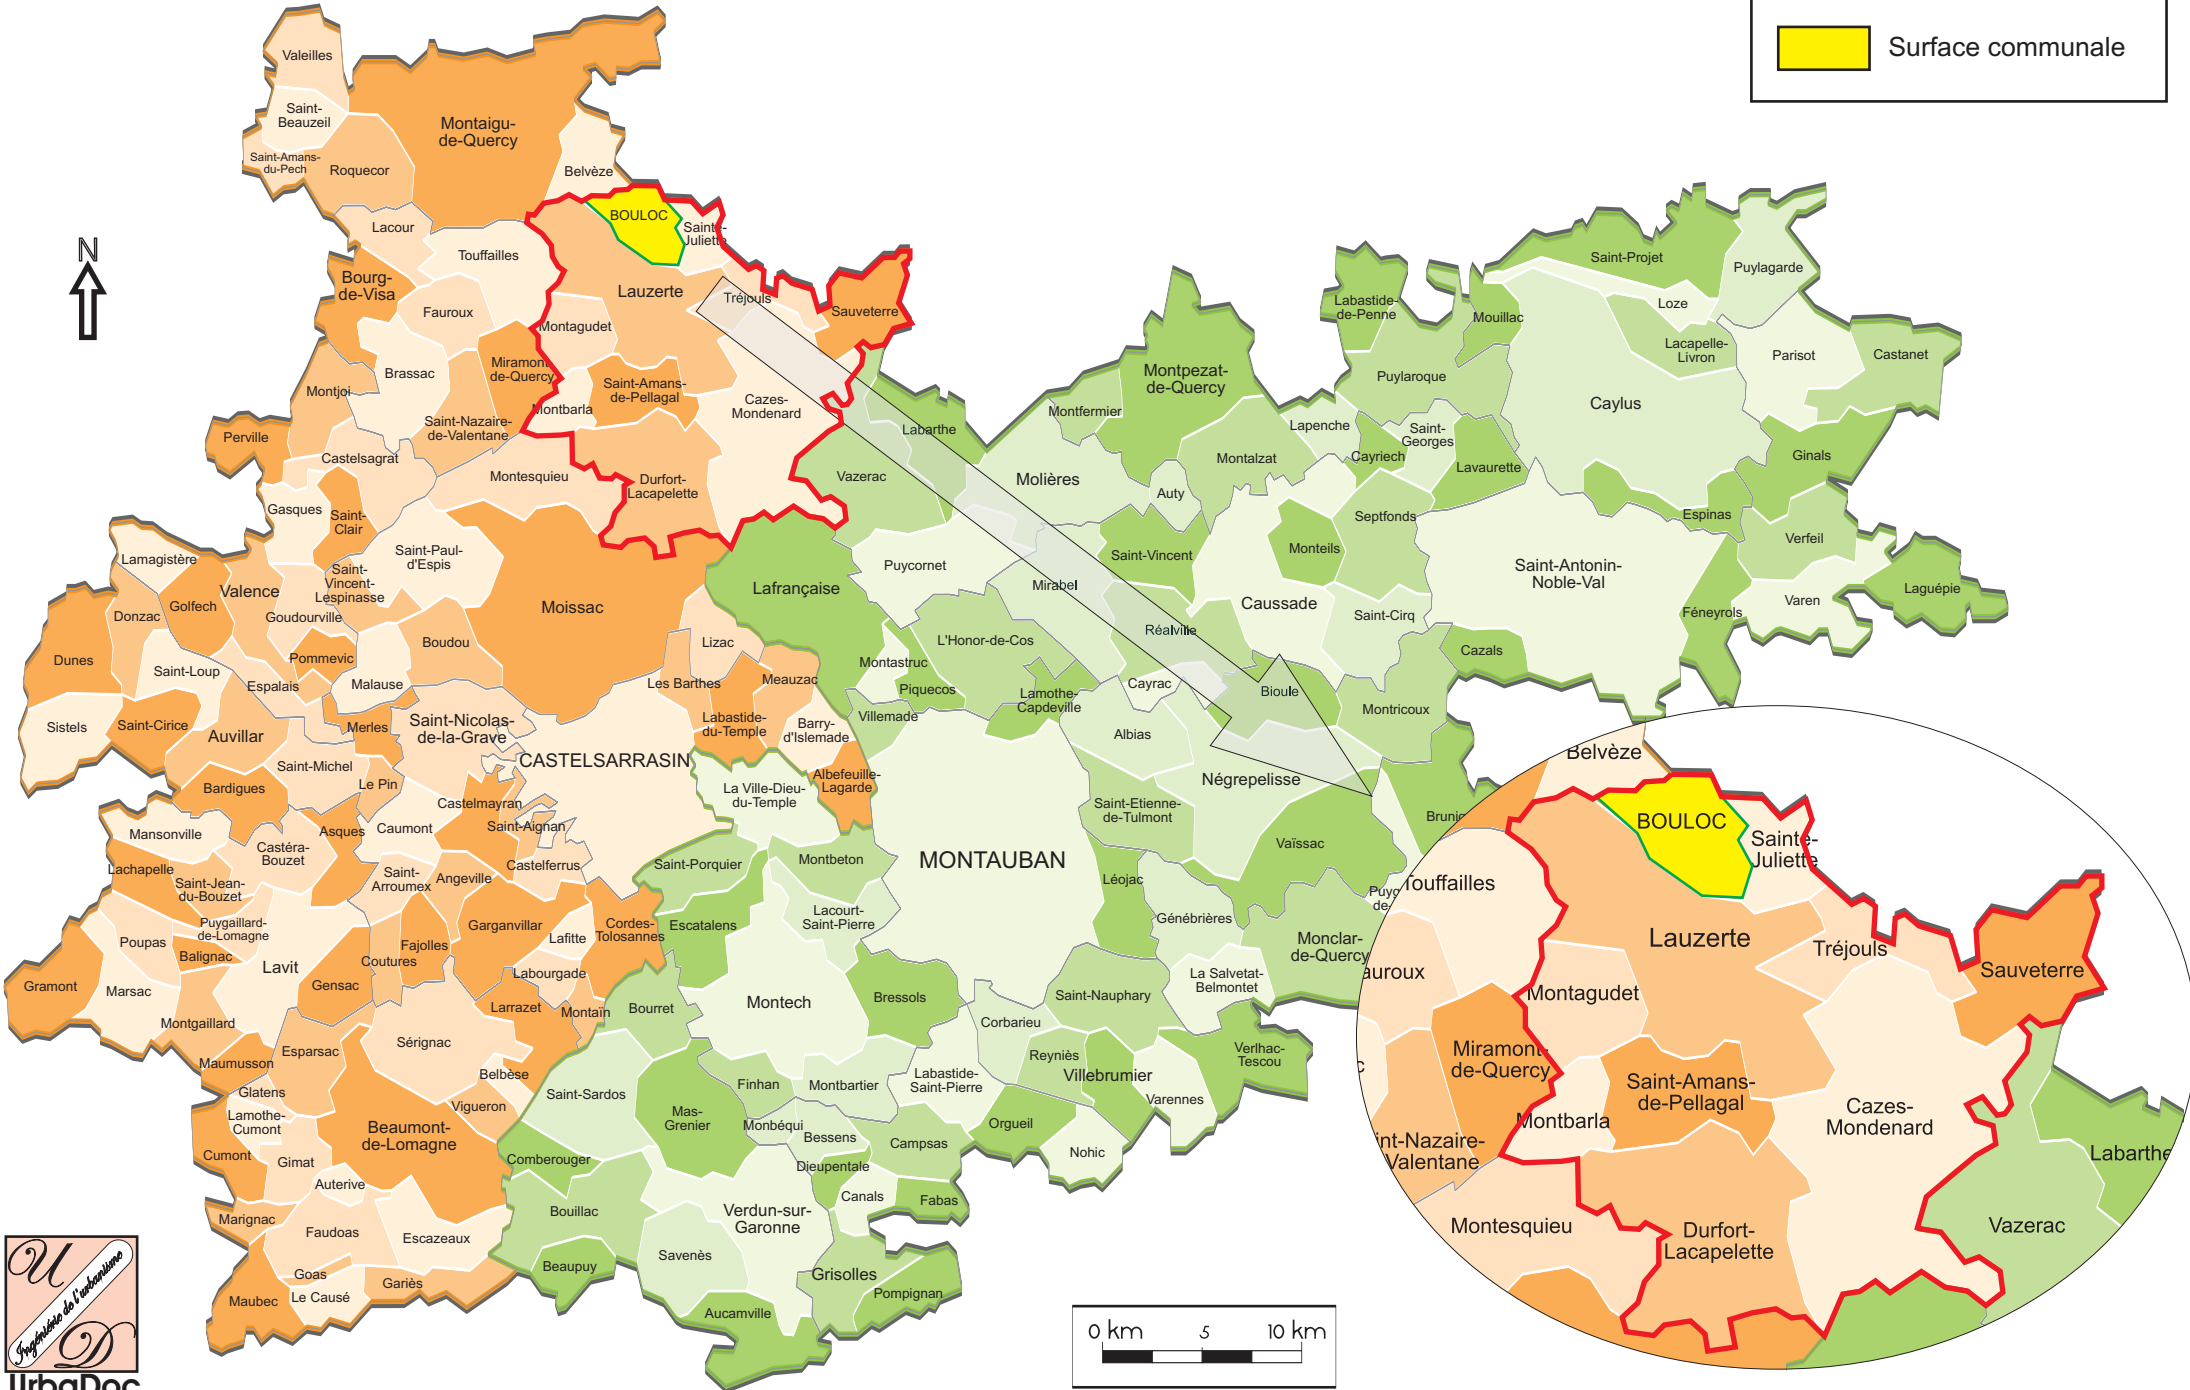 Surface communale
N
Valeilles
Saint-
Beauzeil
Saint-Amans-
du-Pech
Roquecor
Montaigu-
de-Quercy
Belvèze
BOULOC
Sainte-
Juliette
Lacour
Touffailles
Bourg-
de-Visa
Fauroux
Lauzerte
Tréjouls
Sauveterre
Montagudet
Miramont
de-Quercy
Brassac
Montjoi
Saint-Amans-
de-Pellagal
Montbarla
Cazes-
Mondenard
Saint-Nazaire-
de-Valentane
Perville
Castelsagrat
Montesquieu
Durfort-
Lacapelette
Gasques
Saint-
Clair
Saint-Paul-
d'Espis
Lamagistère
Saint-
Vincent-
Lespinasse
Valence
Golfech
Donzac
Goudourville
Moissac
Boudou
Pommevic
Dunes
Saint-Loup
Espalais
Malause
Lizac
Les Barthes
Meauzac
Labastide-
du-Temple
Barry-
d'Islemade
Albefeuille-
Lagarde
Sistels
Saint-Cirice
Auvillar
Merles
Saint-Nicolas-
de-la-Grave
CASTELSARRASIN
Saint-Michel
Le Pin
Bardigues
Castelmayran
Saint-Aignan
Caumont
Asques
Mansonville
Castéra-
Bouzet
Castelferrus
Lachapelle
Saint-Jean-
du-Bouzet
Saint-
Arroumex
Angeville
Garganvillar
Lafitte
Cordes-
Tolosannes
Puygaillard-
de-Lomagne
Poupas
Balignac
Lavit
Fajolles
Coutures
Gensac
Labourgade
Gramont
Marsac
Montgaillard
Larrazet
Montaïn
Sérignac
Esparsac
Maumusson
Glatens
Belbèse
Vigueron
Lamothe-
Cumont
Beaumont-
de-Lomagne
Cumont
Gimat
Auterive
Marignac
Faudoas
Escazeaux
Goas
Gariès
Maubec
Le Causé
Labarthe
Vazerac
Lafrançaise
Puycornet
Molières
Montfermier
Montpezat-
de-Quercy
Montalzat
Auty
Lapenche
Labastide-
de-Penne
Puylaroque
Mouillac
Saint-Projet
Puylagarde
Loze
Lacapelle-
Livron
Parisot
Castanet
Caylus
Saint-
Georges
Cayriech
Lavaurette
Ginals
Espinas
Verfeil
Septfonds
Monteils
Saint-Vincent
Mirabel
Caussade
Saint-Antonin-
Noble-Val
Féneyrols
Varen
Laguépie
Saint-Cirq
Cazals
Réalville
L'Honor-de-Cos
Montastruc
Piquecos
Lamothe-
Capdeville
Cayrac
Bioule
Montricoux
Villemade
Albias
Négrepelisse
La Ville-Dieu-
du-Temple
Saint-Etienne-
de-Tulmont
Vaïssac
MONTAUBAN
Saint-Porquier
Montbeton
Léojac
Génébrières
Lacourt-
Saint-Pierre
Escatalens
Monclar-
de-Quercy
La Salvetat-
Belmontet
Montech
Bressols
Saint-Nauphary
Bourret
Corbarieu
Reyniès
Villebrumier
Verlhac-
Tescou
Varennes
Labastide-
Saint-Pierre
Montbartier
Finhan
Saint-Sardos
Mas-
Grenier
Monbéqui
Bessens
Campsas
Orgueil
Nohic
Comberouger
Dieupentale
Canals
Fabas
Bouillac
Verdun-sur-
Garonne
Savenès
Beaupuy
Grisolles
Pompignan
Aucamville
Belvèze
BOULOC
Sainte-
Juliette
Touffailles
Lauzerte
Tréjouls
Sauveterre
auroux
Montagudet
Miramont-
de-Quercy
Saint-Amans-
de-Pellagal
Montbarla
Cazes-
Mondenard
int-Nazaire-
Valentane
Labarthe
Montesquieu
Durfort-
Lacapelette
Vazerac
0 km 5 10 km
U
Ingénierie de l'urbanisme
D
UrbaDoc